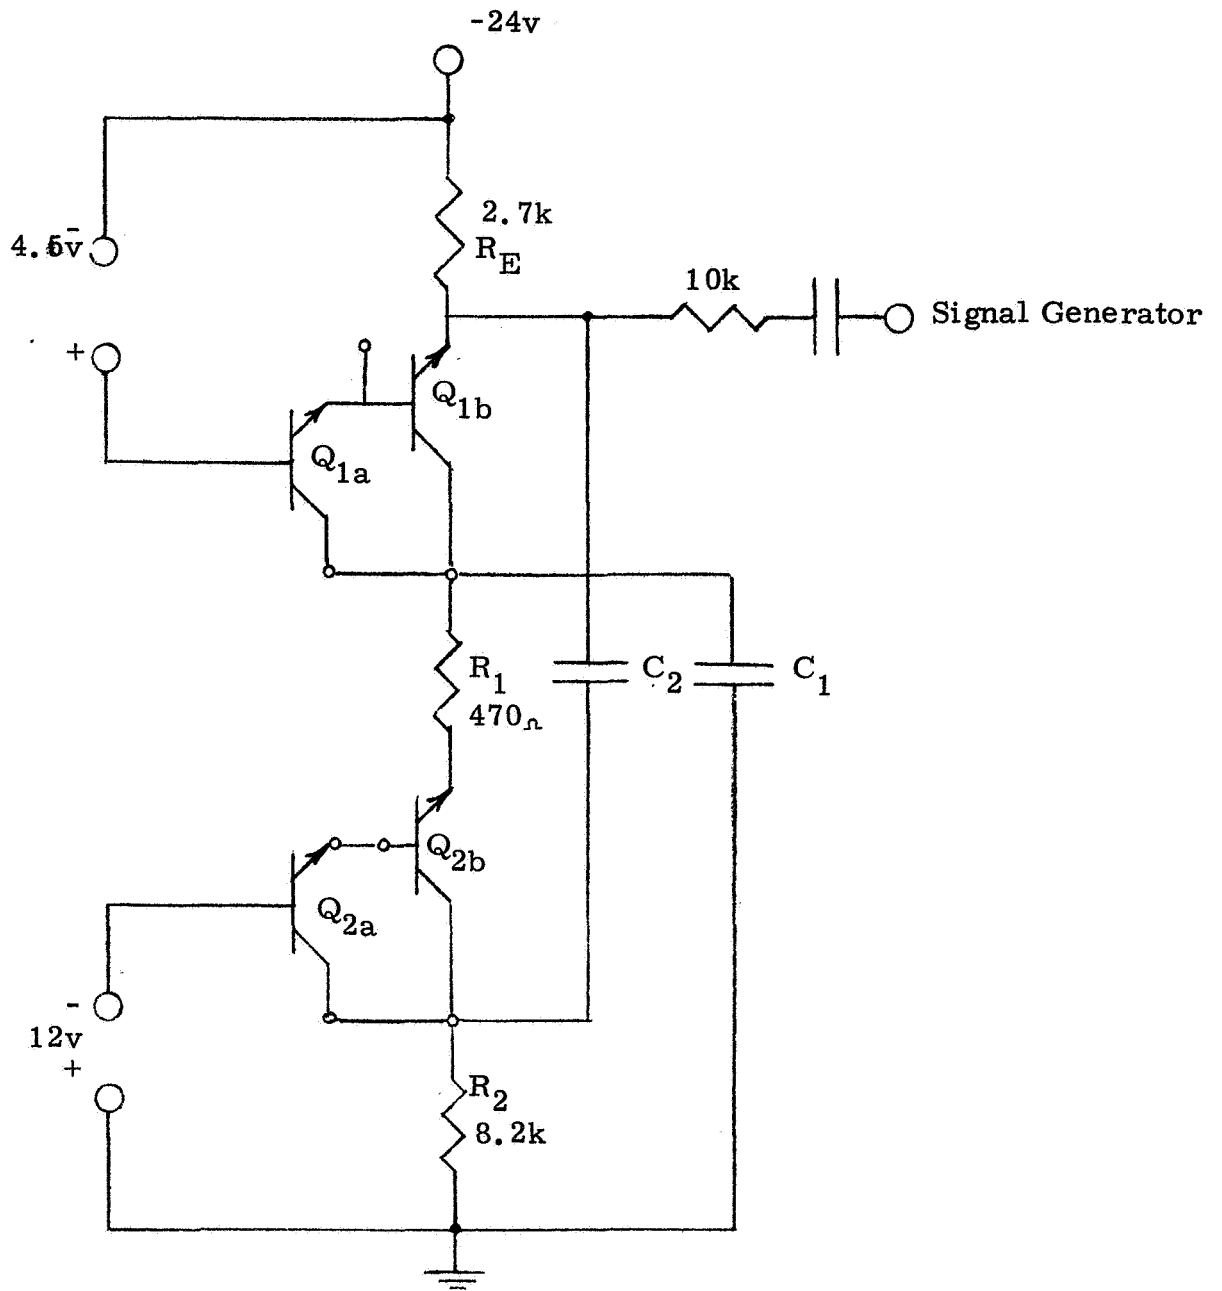 -24v
2.7k
R_E
4.5v
-
+
10k
Signal Generator
Q_1b
Q_1a
R_1
470Ω
C_2
C_1
Q_2b
Q_2a
-
12v
+
R_2
8.2k